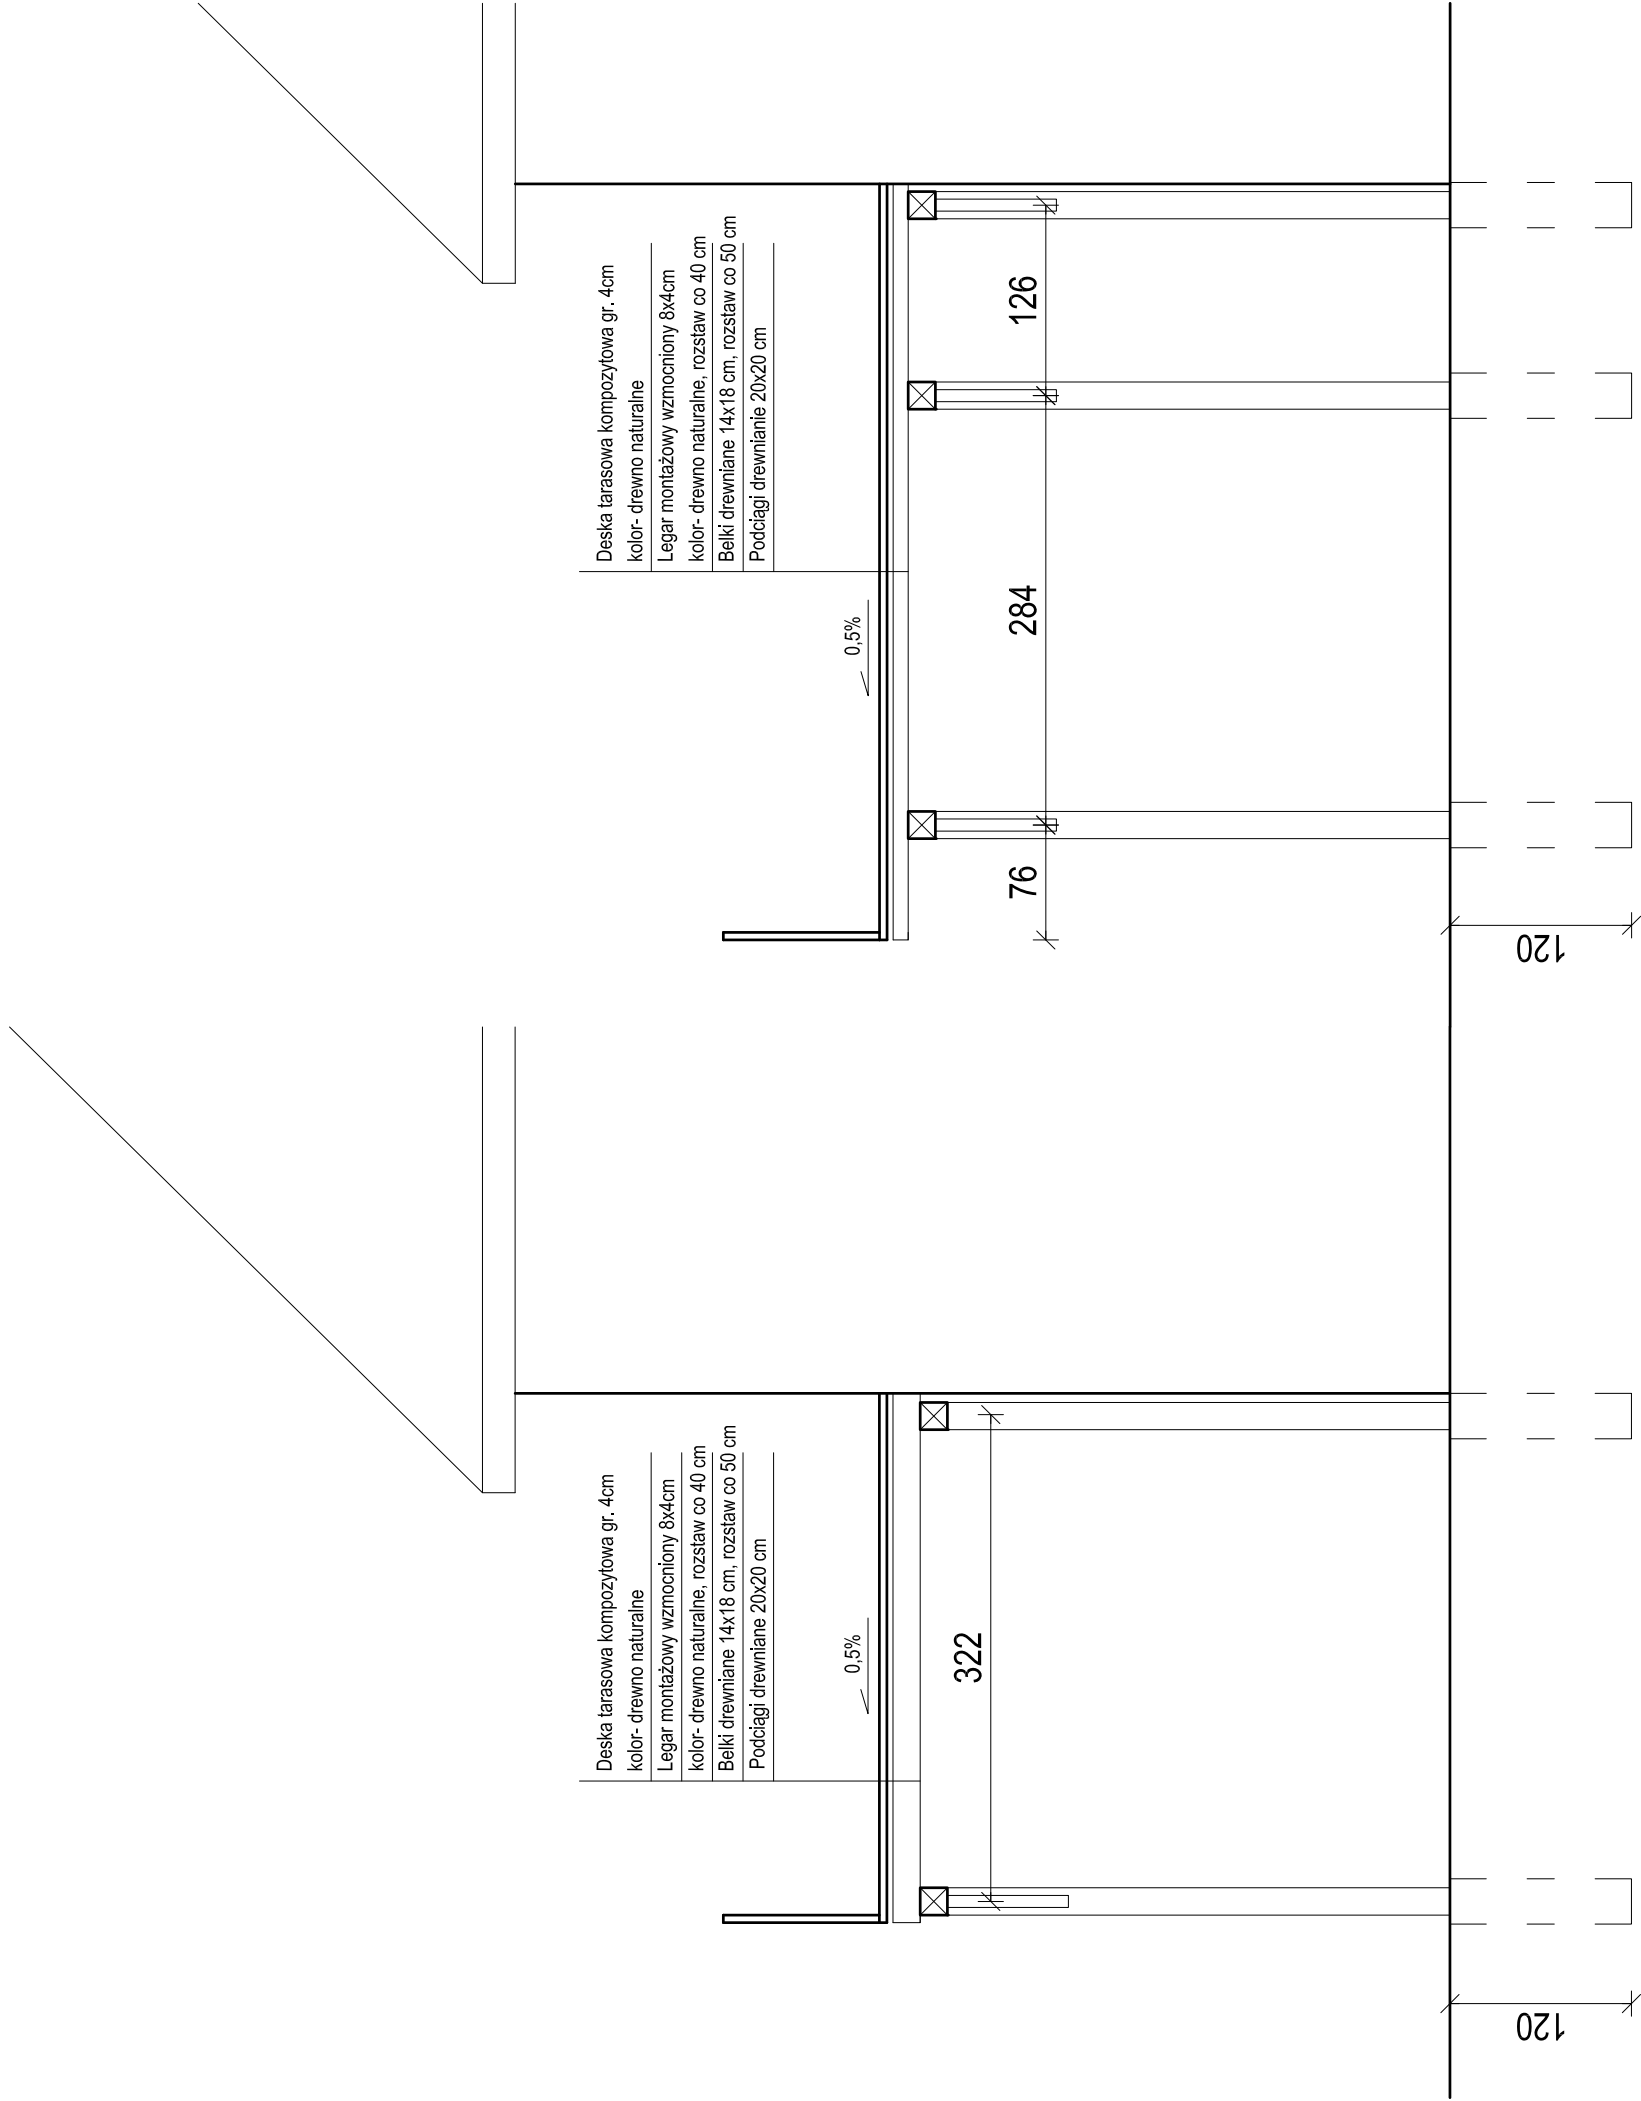 Deska tarasowa kompozytowa gr. 4cm
kolor- drewno naturalne
Legar montażowy wzmocniony 8x4cm
kolor- drewno naturalne, rozstaw co 40 cm
Belki drewniane 14x18 cm, rozstaw co 50 cm
Podciągi drewniane 20x20 cm
0,5%
322
120
Deska tarasowa kompozytowa gr. 4cm
kolor- drewno naturalne
Legar montażowy wzmocniony 8x4cm
kolor- drewno naturalne, rozstaw co 40 cm
Belki drewniane 14x18 cm, rozstaw co 50 cm
Podciągi drewnianie 20x20 cm
0,5%
76
284
126
120